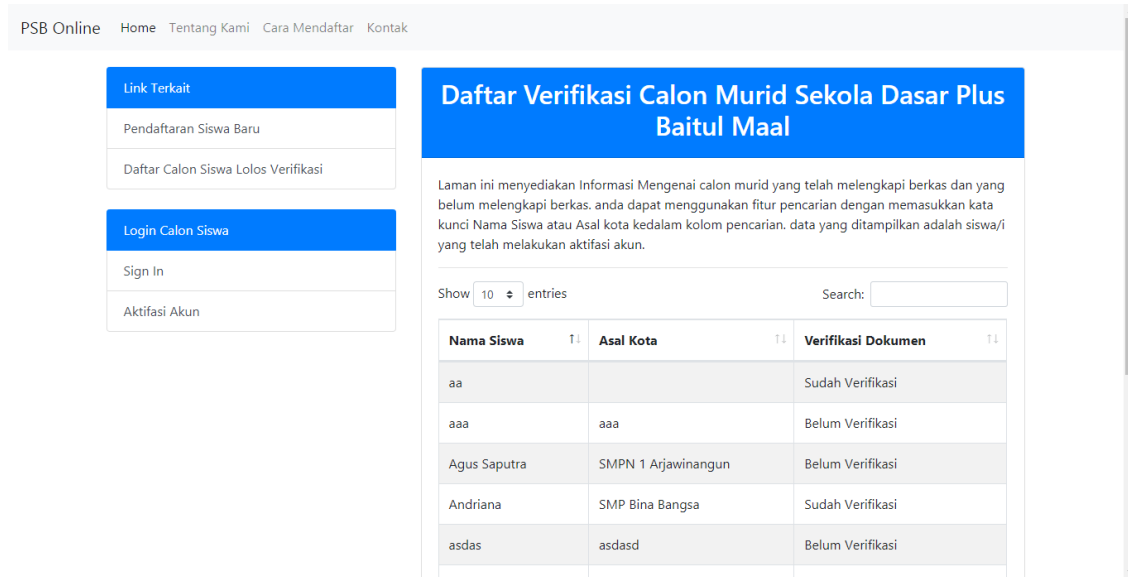 PSB Online Home Tentang Kami Cara Mendaftar Kontak
Link Terkait
Pendaftaran Siswa Baru
Daftar Calon Siswa Lolos Verifikasi
Login Calon Siswa
Sign In
Aktifasi Akun
Daftar Verifikasi Calon Murid Sekola Dasar Plus
Baitul Maal
Laman ini menyediakan Informasi Mengenai calon murid yang telah melengkapi berkas dan yang
belum melengkapi berkas. anda dapat menggunakan fitur pencarian dengan memasukkan kata
kunci Nama Siswa atau Asal kota kedalam kolom pencarian. data yang ditampilkan adalah siswa/i
yang telah melakukan aktifasi akun.
Show 10 entries Search:
Nama Siswa Asal Kota Verifikasi Dokumen
aa Sudah Verifikasi
aaa aaa Belum Verifikasi
Agus Saputra SMPN 1 Arjawinangun Belum Verifikasi
Andriana SMP Bina Bangsa Sudah Verifikasi
asdas asdasd Belum Verifikasi